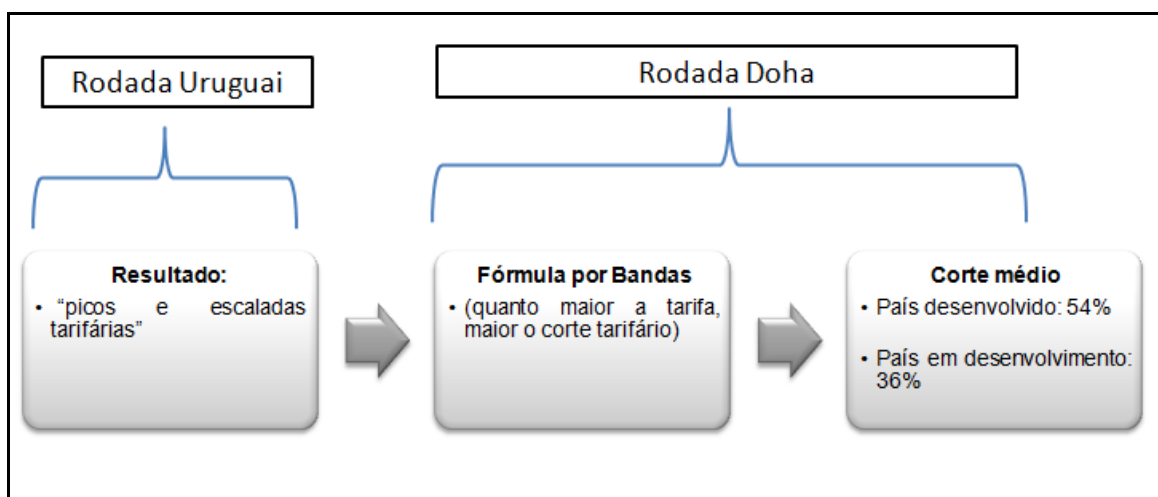 Rodada Uruguai
Rodada Doha
Resultado:
• “picos e escaladas
tarifárias”
Fórmula por Bandas
• (quanto maior a tarifa,
maior o corte tarifário)
Corte médio
• País desenvolvido: 54%
• País em desenvolvimento:
36%